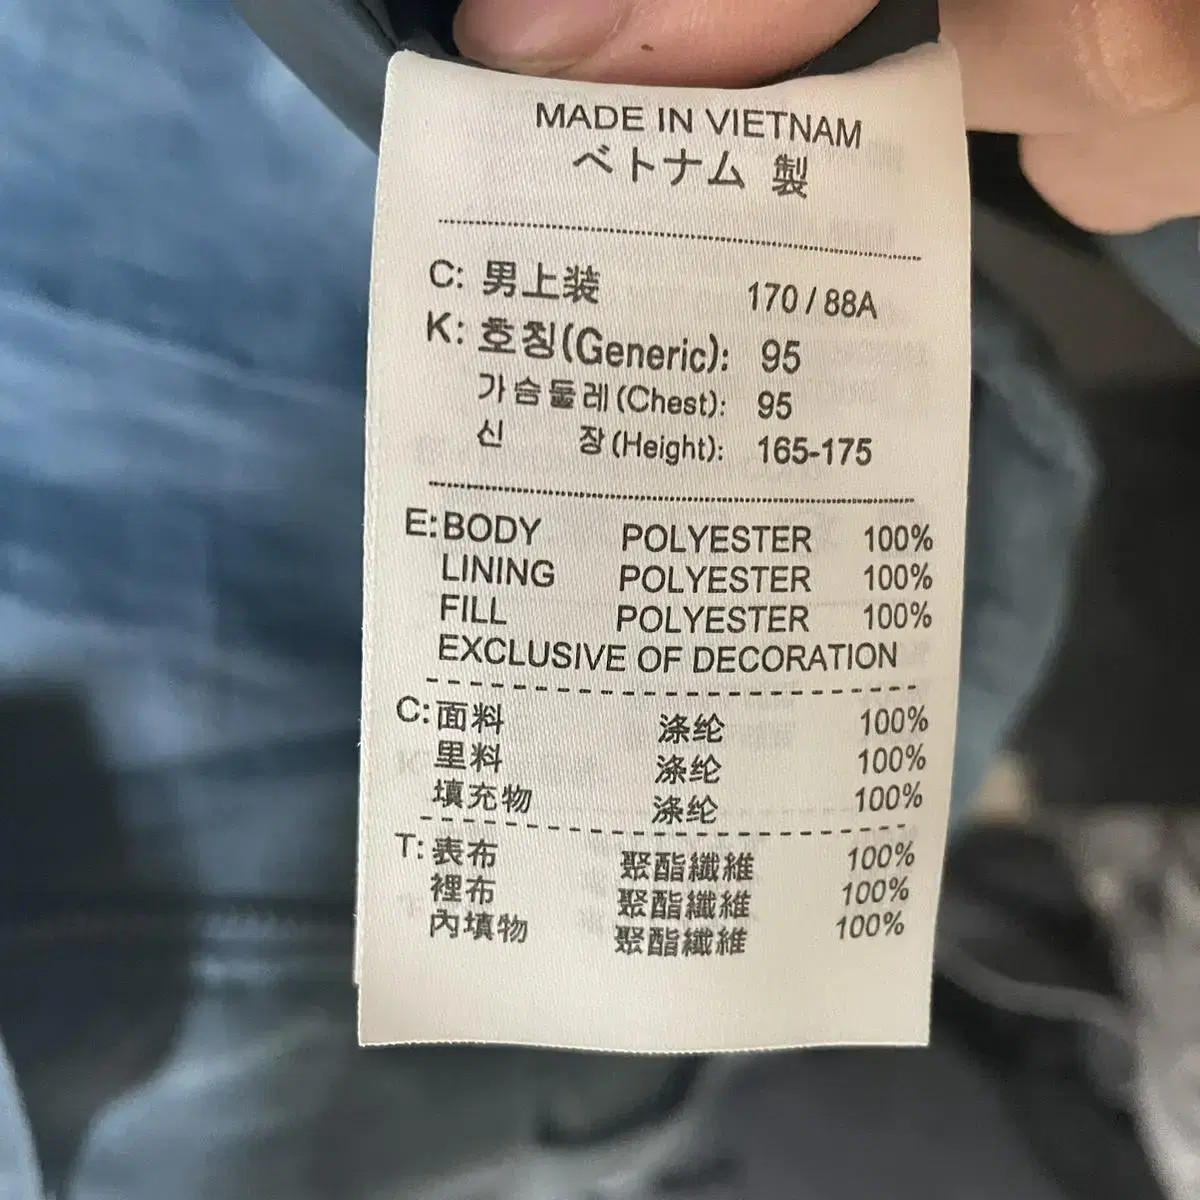 MADE IN VIETNAM
ベトナム 製
C: 男上装 170 / 88A
K: 호칭(Generic): 95
가슴둘레(Chest): 95
신 장(Height): 165-175
E:BODY POLYESTER 100%
LINING POLYESTER 100%
FILL POLYESTER 100%
EXCLUSIVE OF DECORATION
C:面料 涤纶 100%
里料 涤纶 100%
填充物 涤纶 100%
T:表布 聚酯纖維 100%
裡布 聚酯纖維 100%
內填物 聚酯纖維 100%